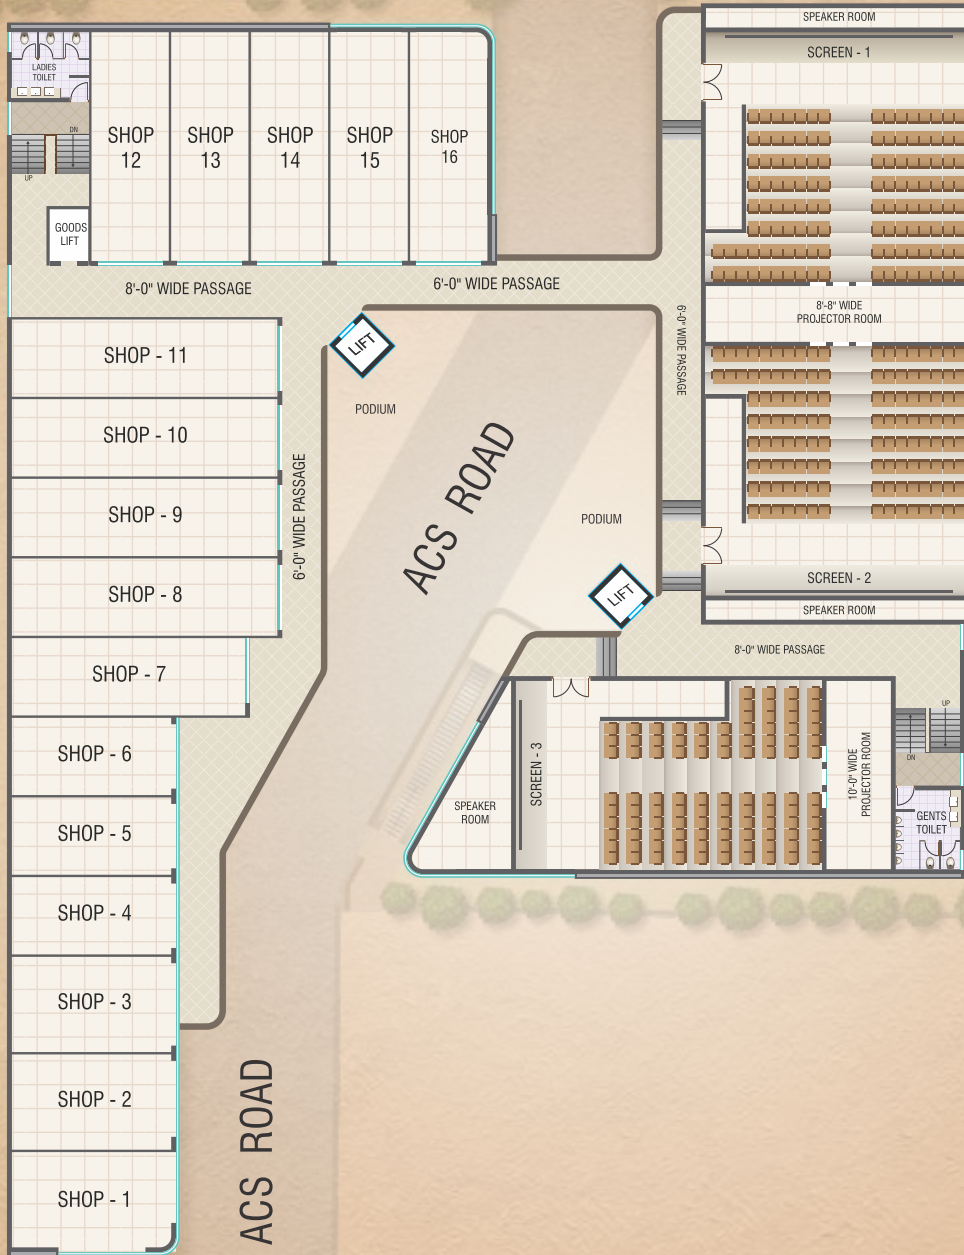 SPEAKER ROOM
SCREEN - 1
LADIES
TOILET
DN
UP
GOODS
LIFT
SHOP
12
SHOP
13
SHOP
14
SHOP
15
SHOP
16
8'-0" WIDE PASSAGE
6'-0" WIDE PASSAGE
6'-0" WIDE PASSAGE
8'-8" WIDE
PROJECTOR ROOM
LIFT
PODIUM
SHOP - 11
SHOP - 10
SHOP - 9
SHOP - 8
SHOP - 7
SHOP - 6
SHOP - 5
SHOP - 4
SHOP - 3
SHOP - 2
SHOP - 1
6'-0" WIDE PASSAGE
ACS ROAD
PODIUM
LIFT
SCREEN - 2
SPEAKER ROOM
8'-0" WIDE PASSAGE
SCREEN - 3
SPEAKER
ROOM
10'-0" WIDE
PROJECTOR ROOM
UP
DN
GENTS
TOILET
ACS ROAD